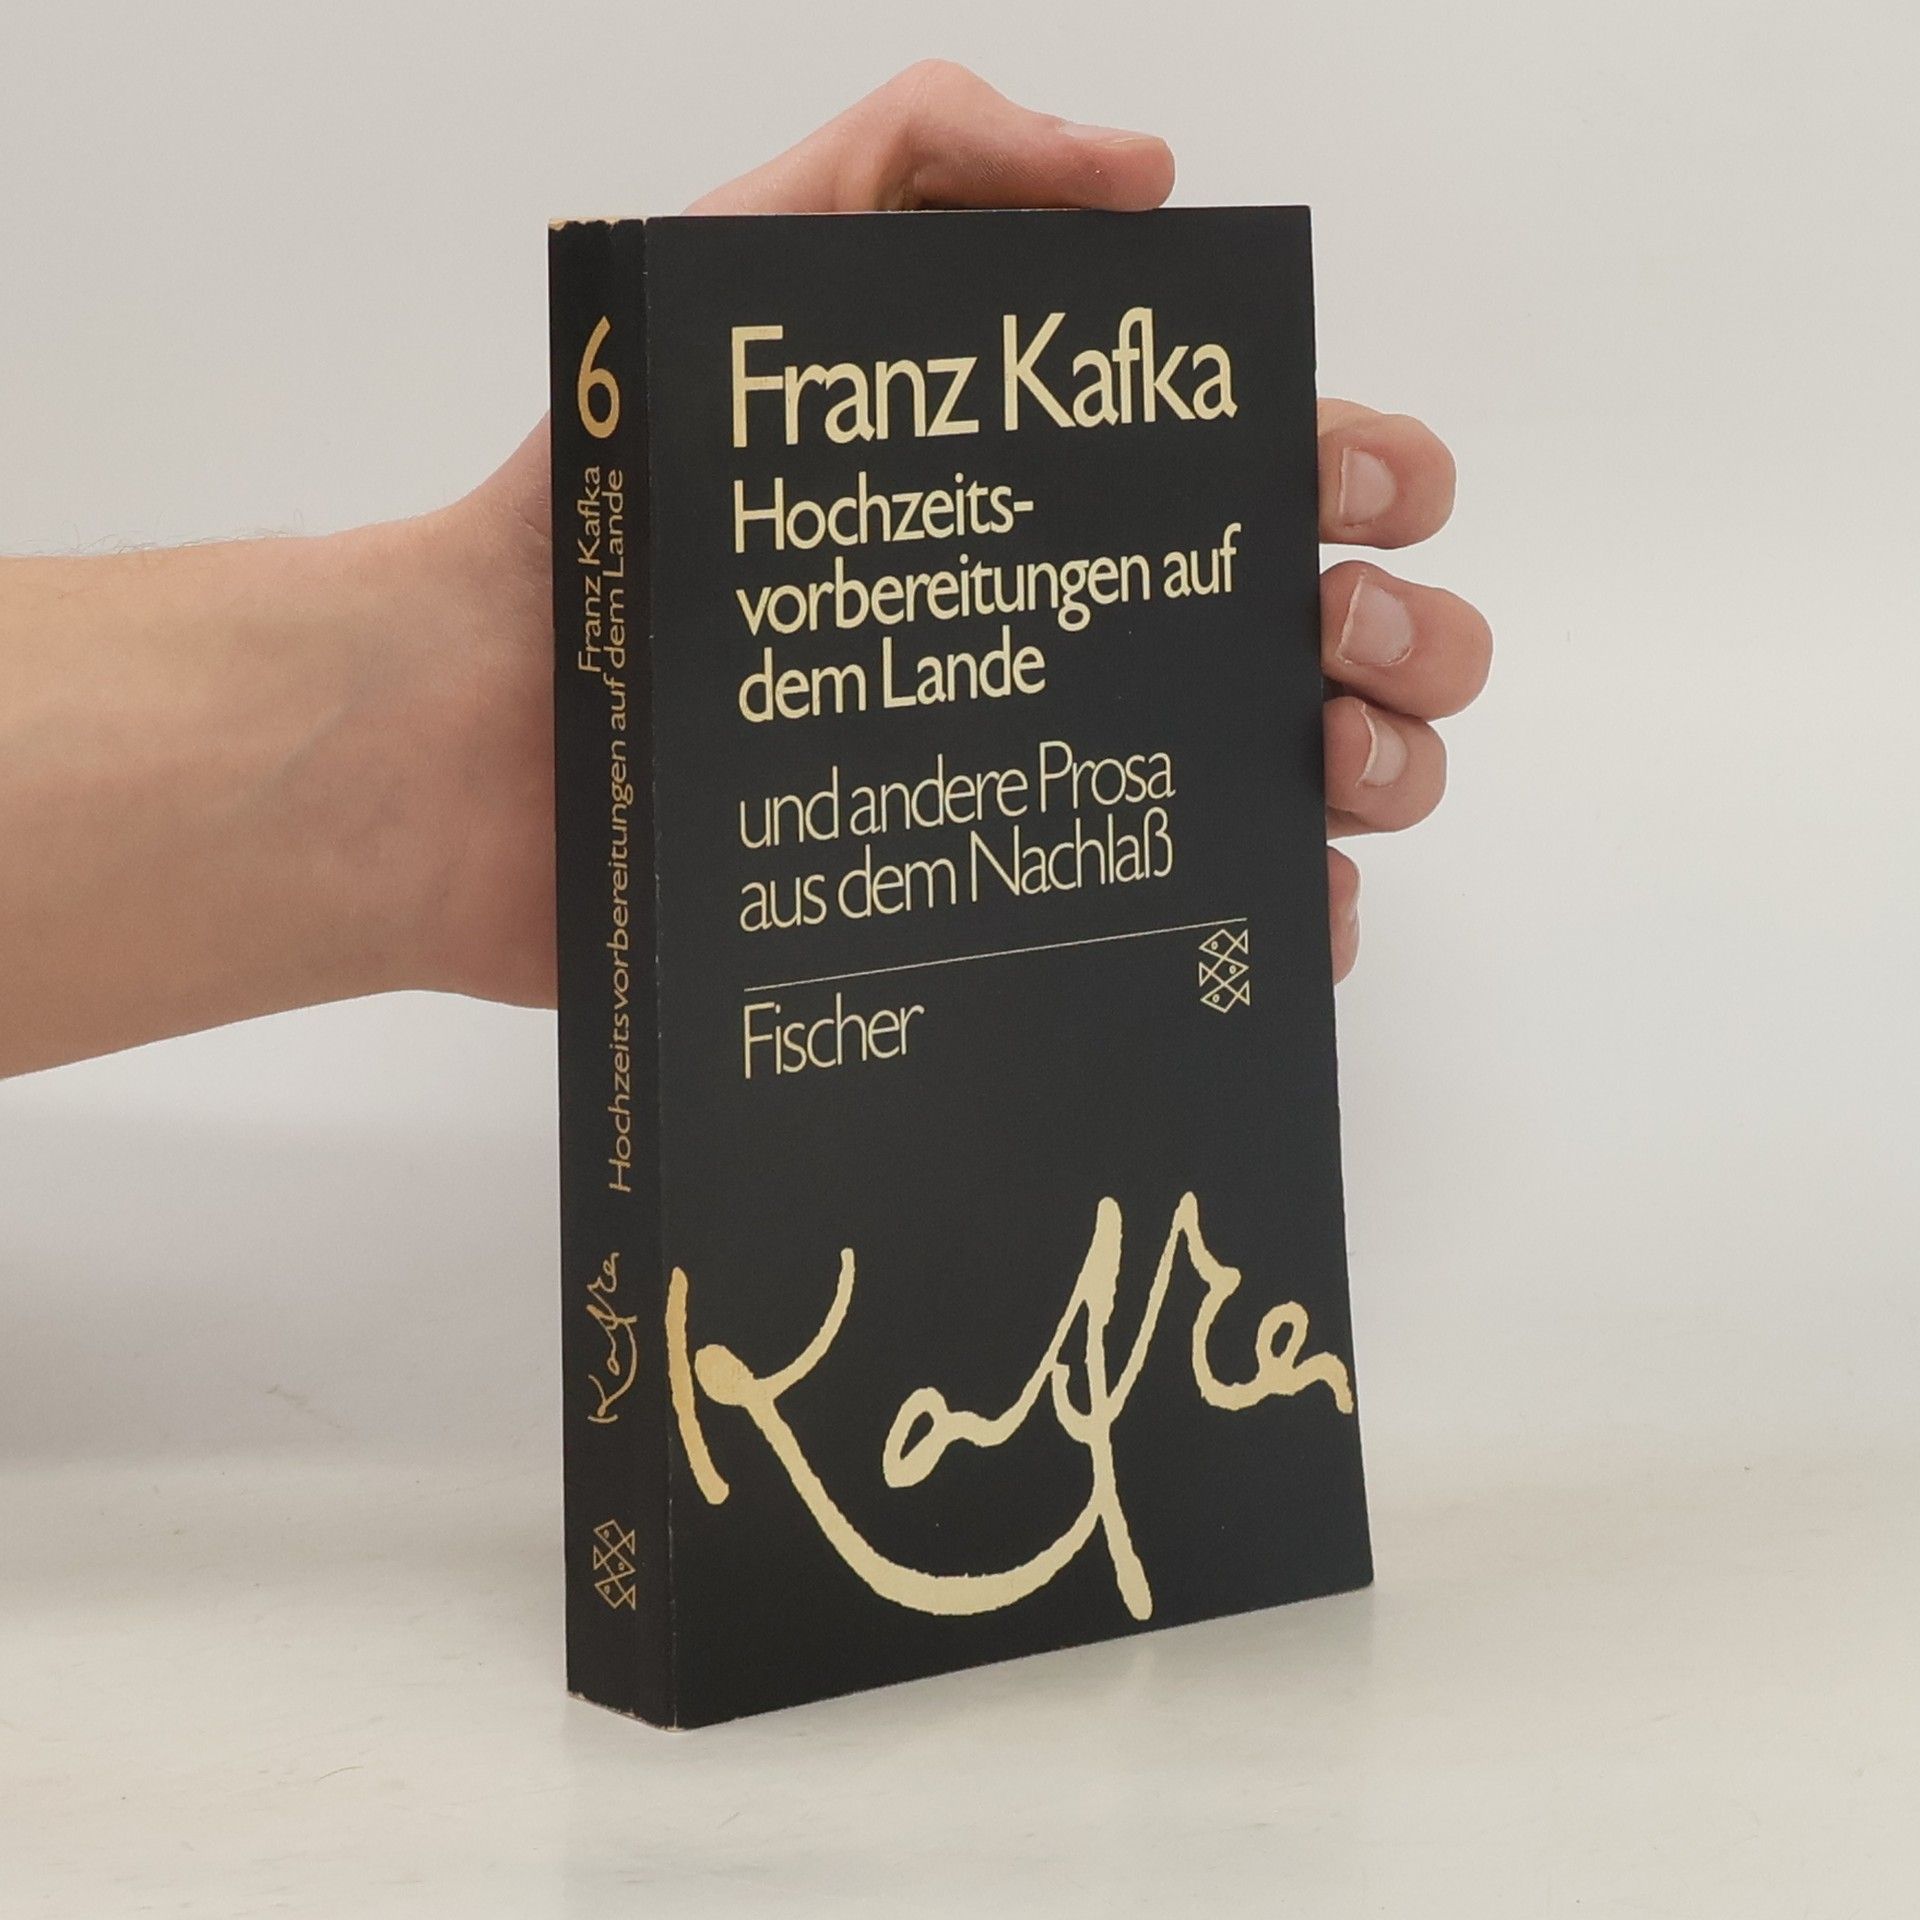 6
Franz Kafka
Hochzeitsvorbereitungen auf dem Lande
Kafka
Franz Kafka
Hochzeits-
vorbereitungen auf
dem Lande
und andere Prosa
aus dem Nachlaß
Fischer
Kafka